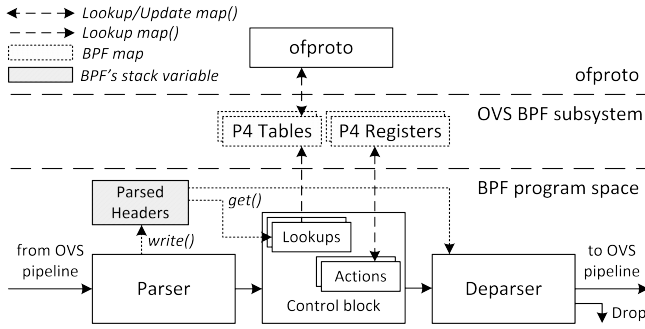 Lookup/Update map()
Lookup map()
BPF map
BPF's stack variable
ofproto
ofproto
OVS BPF subsystem
P4 Tables
P4 Registers
BPF program space
Parsed
Headers
get()
write()
Lookups
from OVS
pipeline
Parser
Actions
Control block
Deparser
to OVS
pipeline
Drop